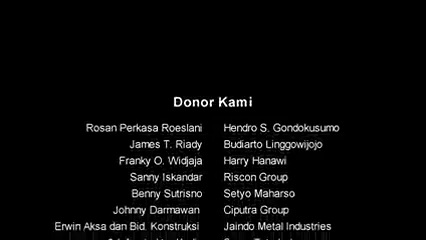 Donor Kami
Rosan Perkasa Roeslani Hendro S. Gondokusumo
James T. Riady Budiarto Linggowijojo
Franky O. Widjaja Harry Hanawi
Sanny Iskandar Riscon Group
Benny Sutrisno Setyo Maharso
Johnny Darmawan Ciputra Group
Erwin Aksa dan Bid. Konstruksi Jaindo Metal Industries